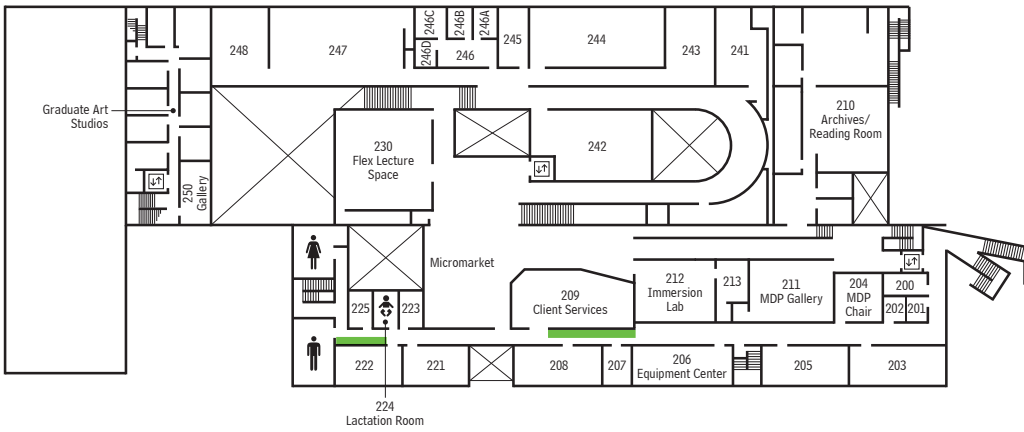 246C
246B
246A
248
247
246D
246
245
244
243
241
Graduate Art
Studios
210
Archives/
Reading Room
230
Flex Lecture
Space
242
250
Gallery
Micromarket
209
Client Services
212
Immersion
Lab
213
211
MDP Gallery
204
MDP
Chair
200
202
201
225
223
222
221
208
207
206
Equipment Center
205
203
224
Lactation Room